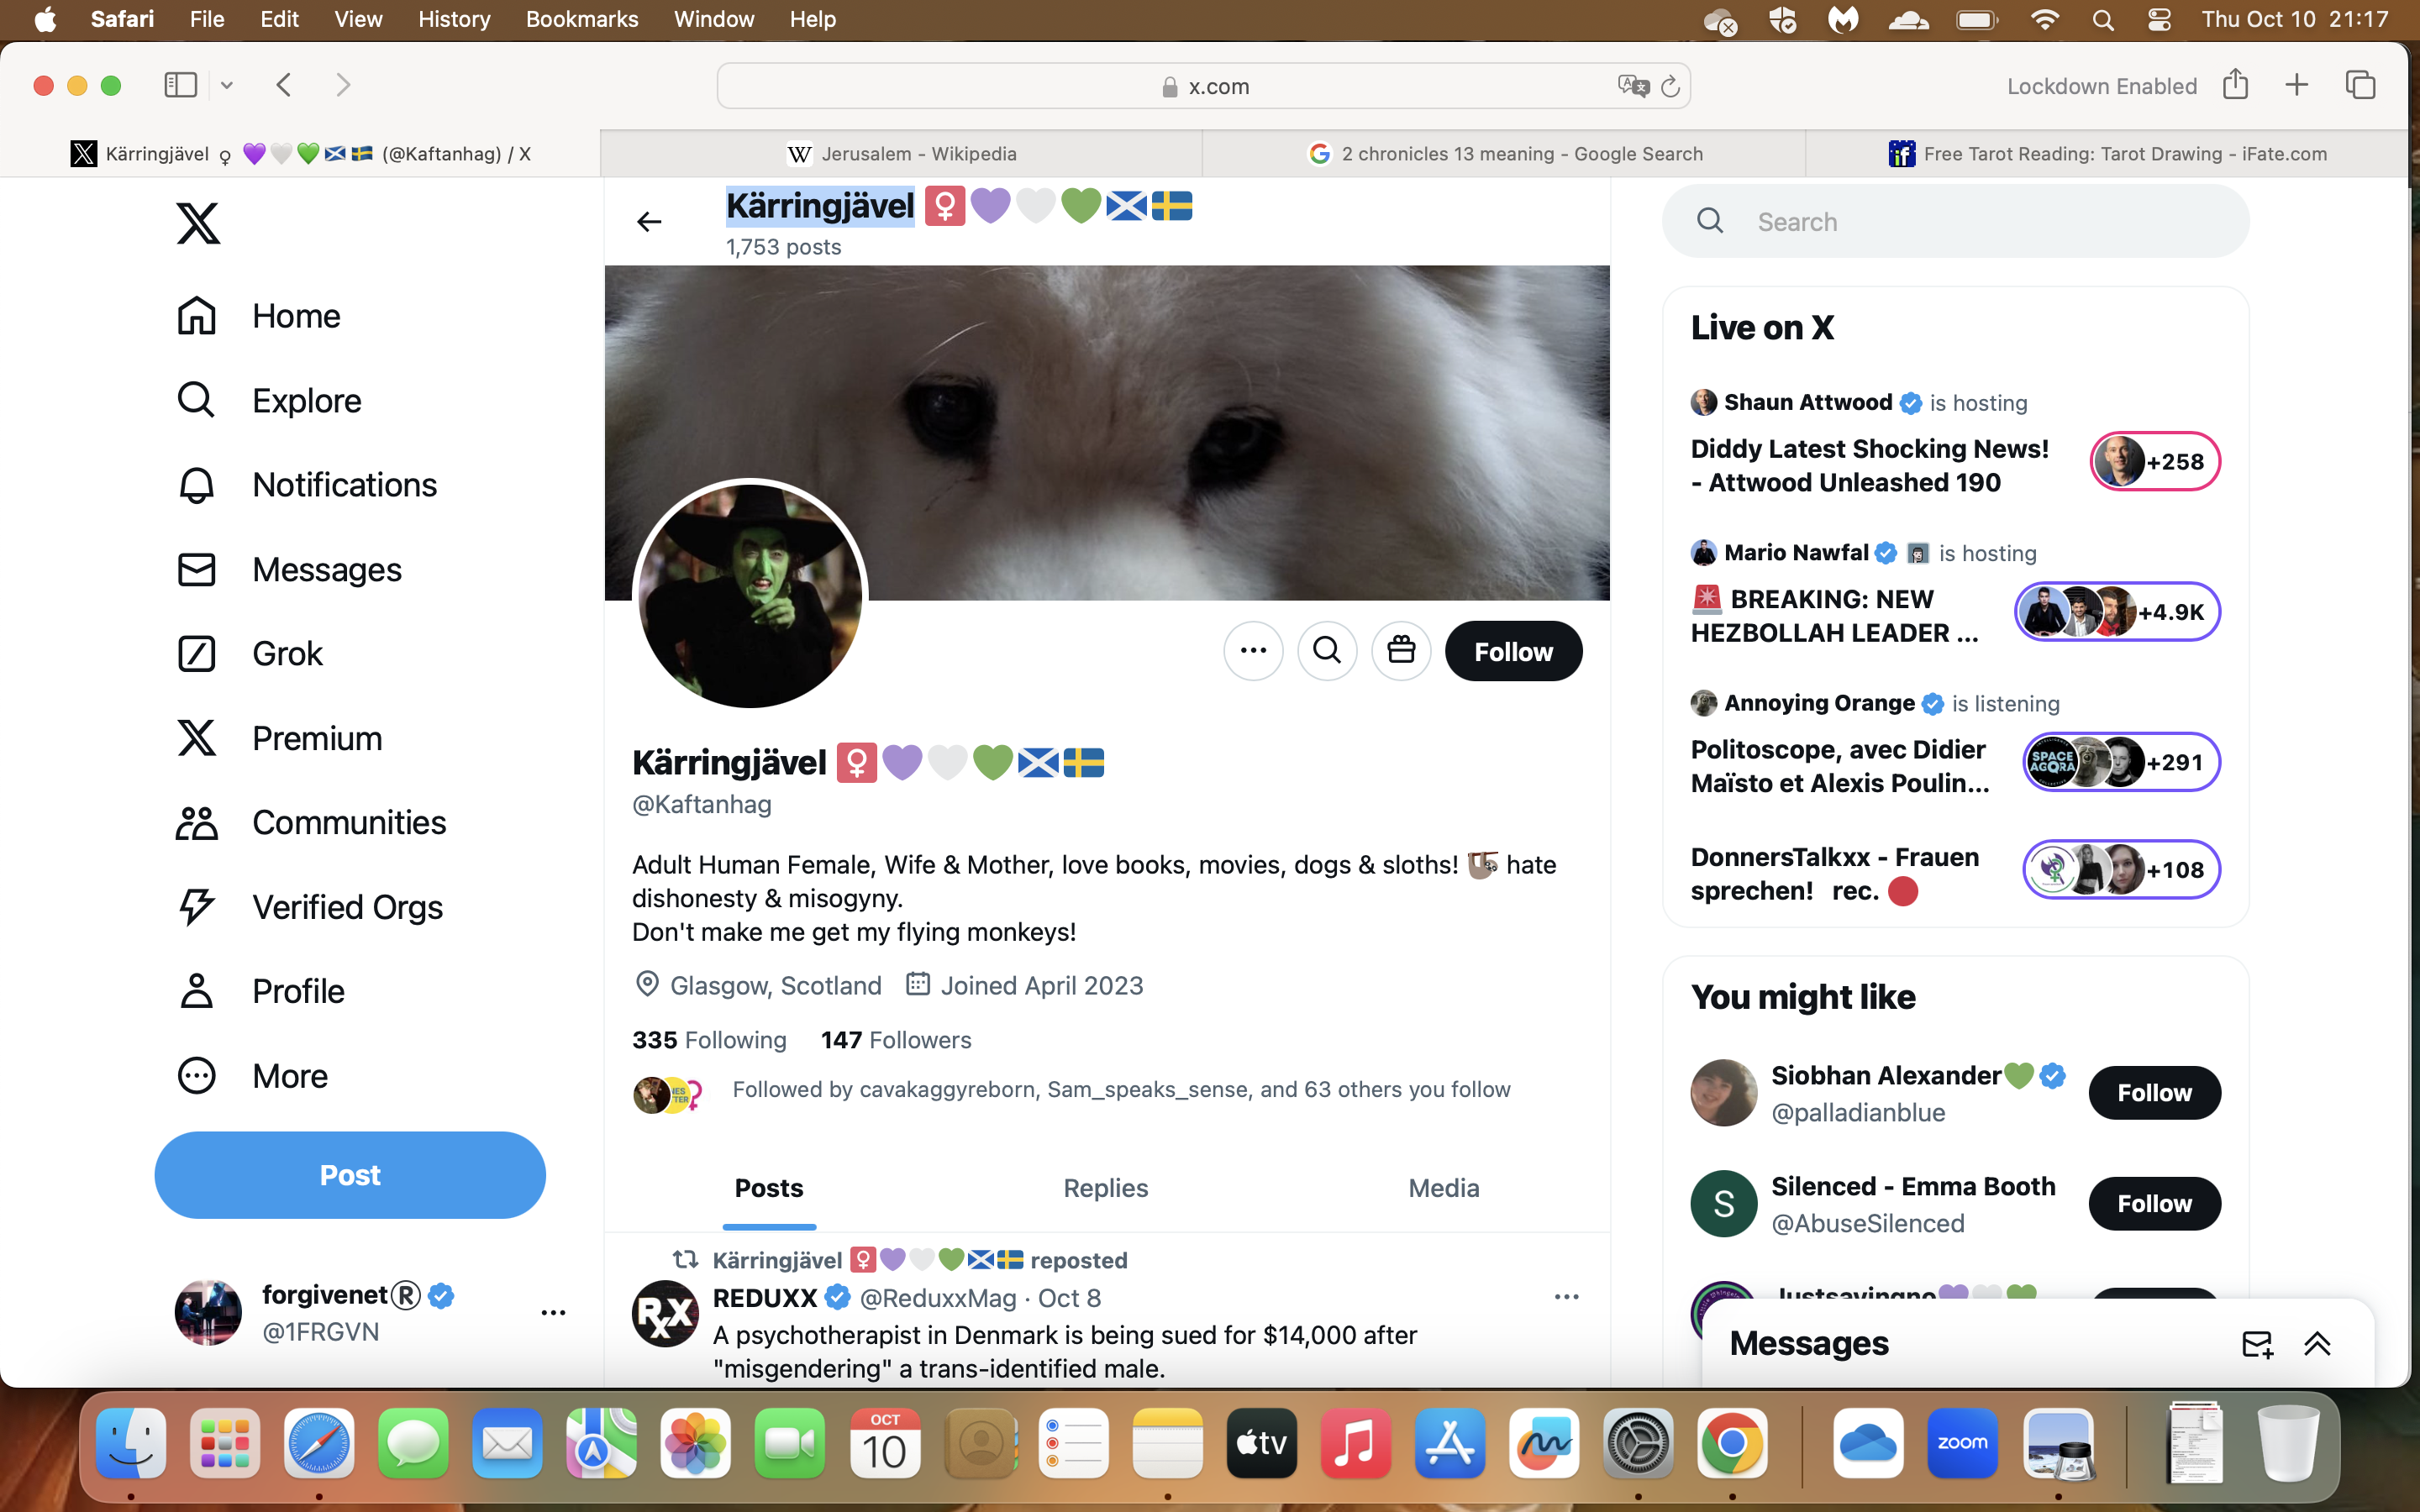 Safari File Edit View History Bookmarks Window Help
Thu Oct 10 21:17
x.com
Lockdown Enabled
Kärringjävel ♀ 💜🤍💚🏴󠁧󠁢󠁳󠁣󠁴󠁿🇸🇪 (@Kaftanhag) / X
Jerusalem - Wikipedia
2 chronicles 13 meaning - Google Search
Free Tarot Reading: Tarot Drawing - iFate.com
Home
Explore
Notifications
Messages
Grok
Premium
Communities
Verified Orgs
Profile
More
Post
forgivenet®
@1FRGVN
Kärringjävel ♀️💜🤍💚🏴󠁧󠁢󠁳󠁣󠁴󠁿🇸🇪
1,753 posts
Follow
Kärringjävel ♀️💜🤍💚🏴󠁧󠁢󠁳󠁣󠁴󠁿🇸🇪
@Kaftanhag
Adult Human Female, Wife & Mother, love books, movies, dogs & sloths! 🦥 hate
dishonesty & misogyny.
Don't make me get my flying monkeys!
Glasgow, Scotland Joined April 2023
335 Following 147 Followers
Followed by cavakaggyreborn, Sam_speaks_sense, and 63 others you follow
Posts Replies Media
Kärringjävel ♀️💜🤍💚🏴󠁧󠁢󠁳󠁣󠁴󠁿🇸🇪 reposted
REDUXX @ReduxxMag · Oct 8
A psychotherapist in Denmark is being sued for $14,000 after
"misgendering" a trans-identified male.
Search
Live on X
Shaun Attwood is hosting
Diddy Latest Shocking News!
- Attwood Unleashed 190
+258
Mario Nawfal is hosting
🚨 BREAKING: NEW
HEZBOLLAH LEADER ...
+4.9K
Annoying Orange is listening
Politoscope, avec Didier
Maïsto et Alexis Poulin...
SPACE
AGORA
+291
DonnersTalkxx - Frauen
sprechen! rec. 🔴
+108
You might like
Siobhan Alexander💚
@palladianblue
Follow
S
Silenced - Emma Booth
@AbuseSilenced
Follow
Justsayingno💜🤍💚
Messages
OCT
10
tv
zoom